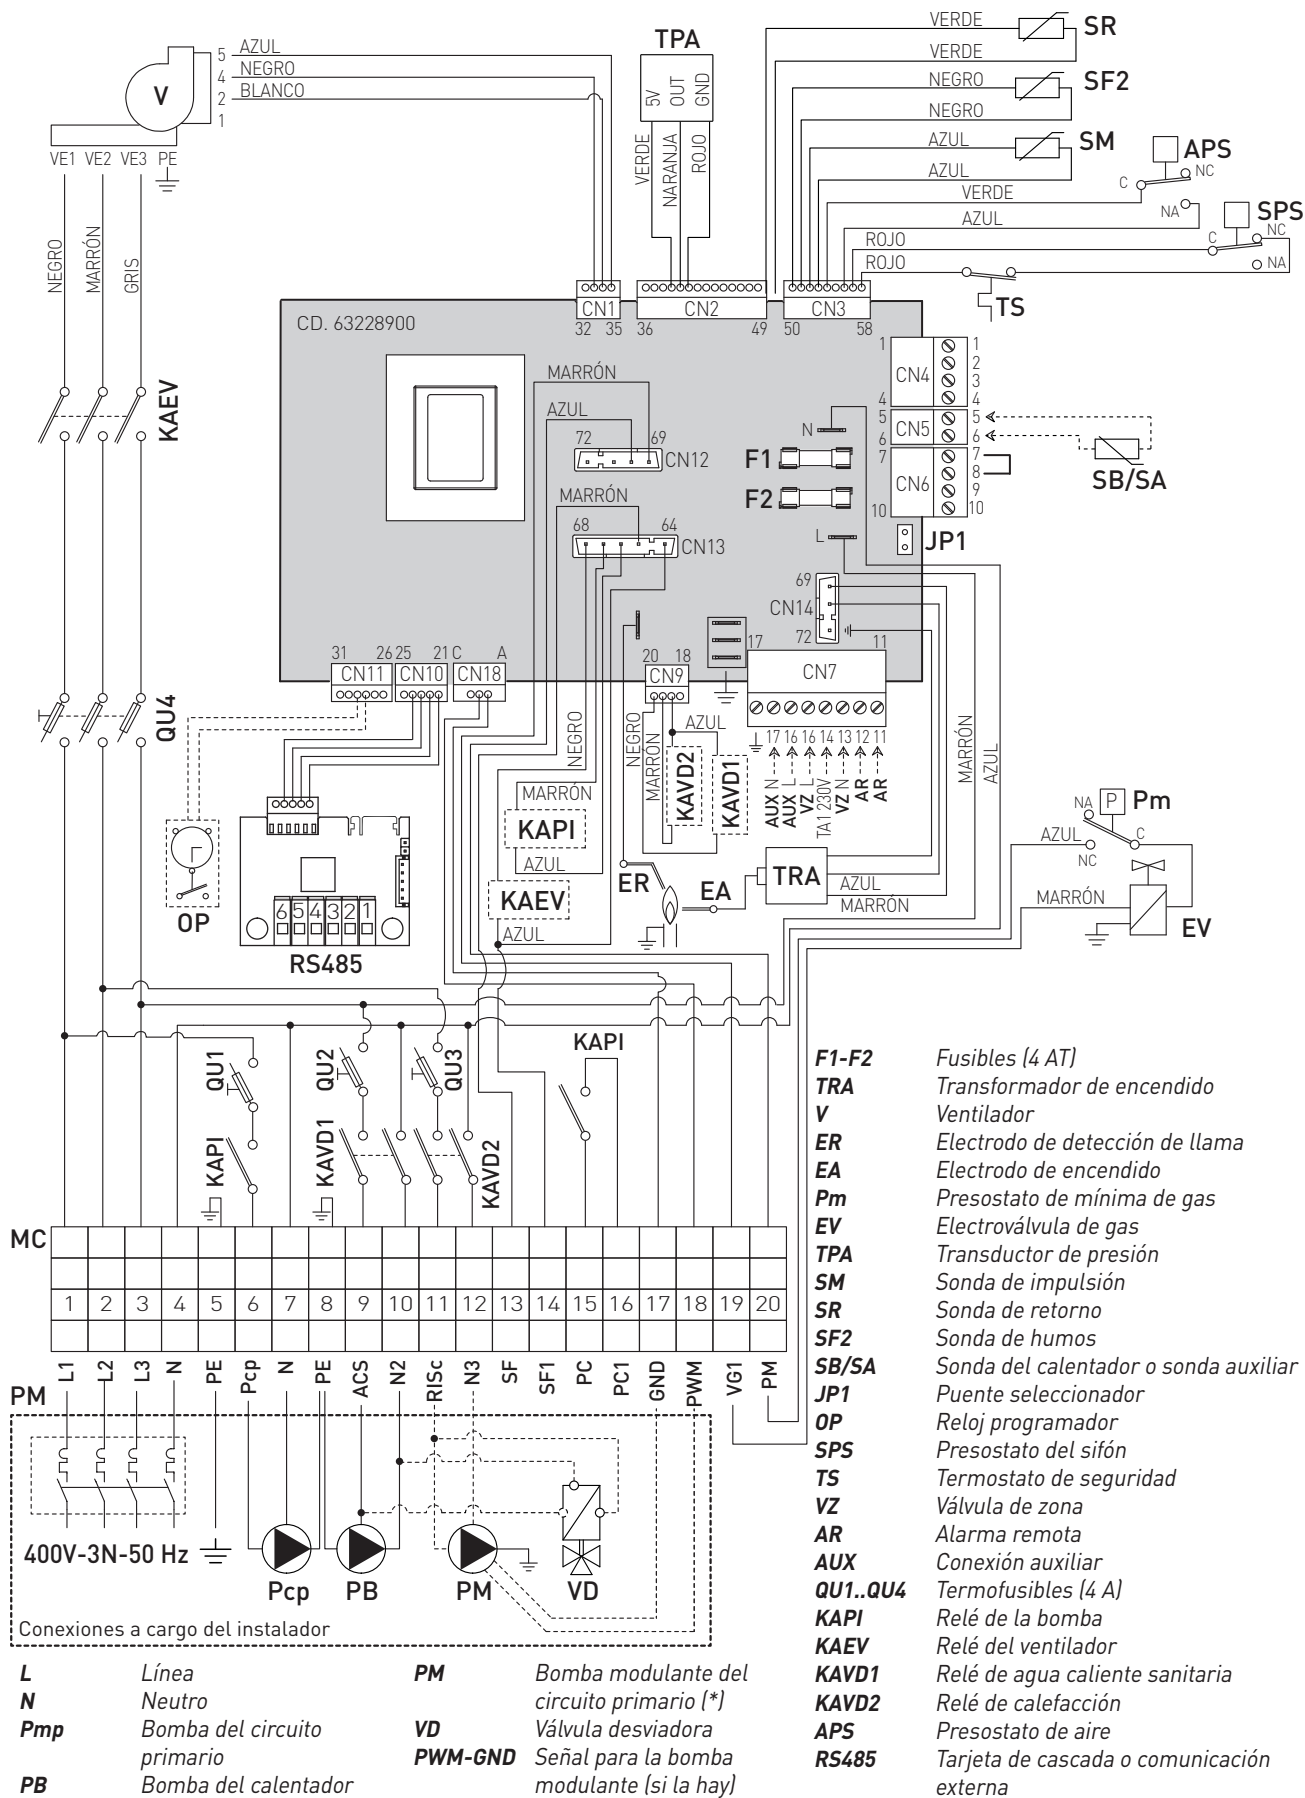 VERDE
SR
VERDE
TPA
5V
OUT
GND
NEGRO
SF2
NEGRO
AZUL
SM
AZUL
APS
NC
C
NA
VERDE
AZUL
SPS
NC
C
NA
ROJO
ROJO
TS
V
5 AZUL
4 NEGRO
2 BLANCO
1
VE1 VE2 VE3 PE
VERDE
NARANJA
ROJO
NEGRO
MARRÓN
GRIS
CD. 63228900
CN1
32 35
CN2
36 49
CN3
50 58
KAEV
QU4
MARRÓN
AZUL
72 69
CN12
MARRÓN
68 64
CN13
N
F1
F2
L
1 CN4 1
2
3
4 4
5 CN5 5
6 6
7 CN6 7
8
9
10 10
SB/SA
JP1
69
CN14
72
31 26 25 21 C A
CN11 CN10 CN18
20 18
CN9
17 11
CN7
17 16 16 14 13 12 11
AUX N
AUX L
VZ L
TA1 230V
VZ N
AR
AR
NEGRO
NEGRO
MARRÓN
AZUL
KAVD2
KAVD1
MARRÓN
AZUL
MARRÓN
KAPI
AZUL
KAEV
AZUL
ER
EA
TRA
AZUL
MARRÓN
NA P Pm
AZUL
C
NC
MARRÓN
EV
OP
6 5 4 3 2 1
RS485
QU1
KAPI
QU2
KAVD1
QU3
KAVD2
KAPI
MC
1 2 3 4 5 6 7 8 9 10 11 12 13 14 15 16 17 18 19 20
L1 L2 L3 N PE Pcp N PE ACS N2 RISc N3 SF SF1 PC PC1 GND PWM VG1 PM
PM
400V-3N-50 Hz
Pcp
PB
PM
VD
Conexiones a cargo del instalador
L Línea
N Neutro
Pmp Bomba del circuito
primario
PB Bomba del calentador
PM Bomba modulante del
circuito primario (*)
VD Válvula desviadora
PWM-GND Señal para la bomba
modulante (si la hay)
F1-F2 Fusibles (4 AT)
TRA Transformador de encendido
V Ventilador
ER Electrodo de detección de llama
EA Electrodo de encendido
Pm Presostato de mínima de gas
EV Electroválvula de gas
TPA Transductor de presión
SM Sonda de impulsión
SR Sonda de retorno
SF2 Sonda de humos
SB/SA Sonda del calentador o sonda auxiliar
JP1 Puente seleccionador
OP Reloj programador
SPS Presostato del sifón
TS Termostato de seguridad
VZ Válvula de zona
AR Alarma remota
AUX Conexión auxiliar
QU1..QU4 Termofusibles (4 A)
KAPI Relé de la bomba
KAEV Relé del ventilador
KAVD1 Relé de agua caliente sanitaria
KAVD2 Relé de calefacción
APS Presostato de aire
RS485 Tarjeta de cascada o comunicación
externa